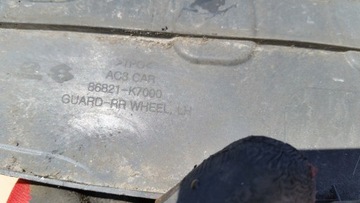 AC3 CAR
86821-K7000
GUARD-RR WHEEL, LH